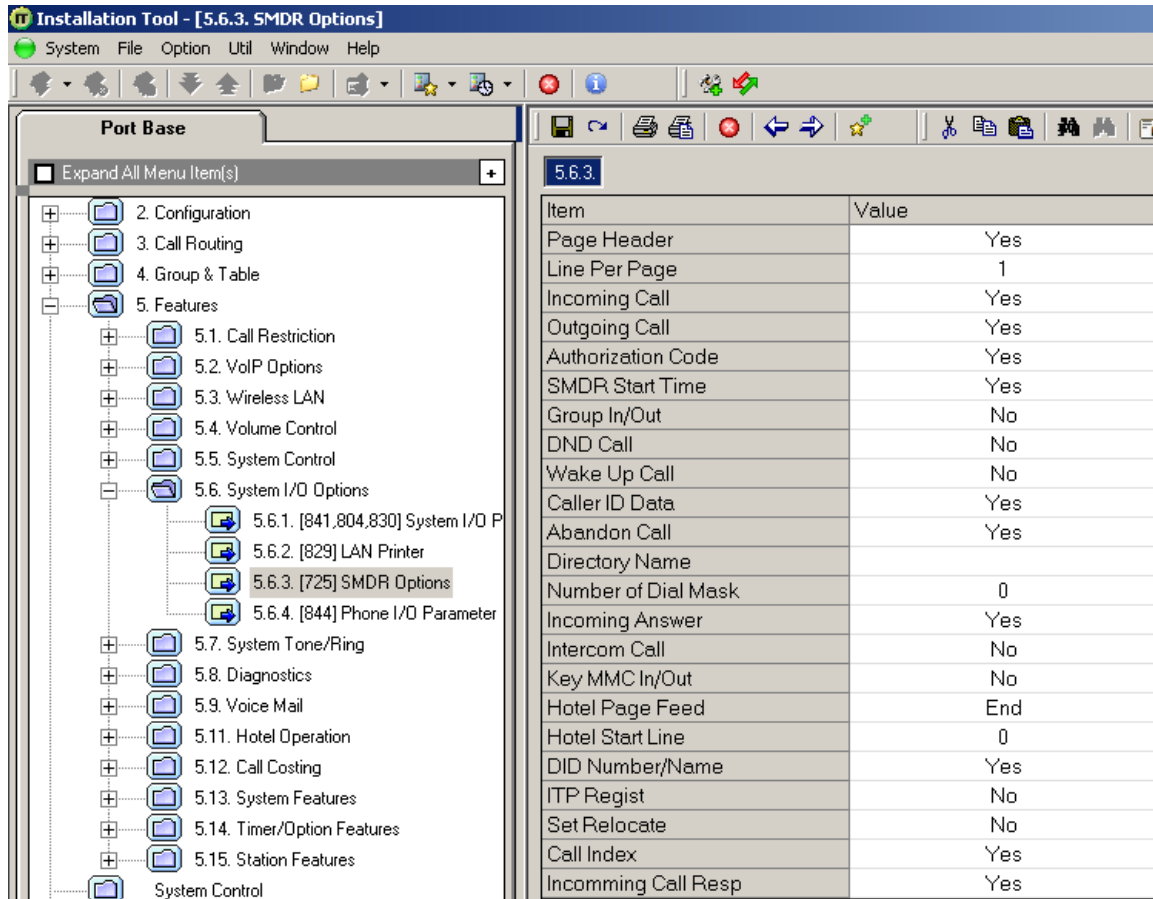 Installation Tool - [5.6.3. SMDR Options]
System File Option Util Window Help
Port Base
Expand All Menu Item(s)
2. Configuration
3. Call Routing
4. Group & Table
5. Features
5.1. Call Restriction
5.2. VoIP Options
5.3. Wireless LAN
5.4. Volume Control
5.5. System Control
5.6. System I/O Options
5.6.1. [841,804,830] System I/O P
5.6.2. [829] LAN Printer
5.6.3. [725] SMDR Options
5.6.4. [844] Phone I/O Parameter
5.7. System Tone/Ring
5.8. Diagnostics
5.9. Voice Mail
5.11. Hotel Operation
5.12. Call Costing
5.13. System Features
5.14. Timer/Option Features
5.15. Station Features
System Control
5.6.3.
Item Value
Page Header Yes
Line Per Page 1
Incoming Call Yes
Outgoing Call Yes
Authorization Code Yes
SMDR Start Time Yes
Group In/Out No
DND Call No
Wake Up Call No
Caller ID Data Yes
Abandon Call Yes
Directory Name
Number of Dial Mask 0
Incoming Answer Yes
Intercom Call No
Key MMC In/Out No
Hotel Page Feed End
Hotel Start Line 0
DID Number/Name Yes
ITP Regist No
Set Relocate No
Call Index Yes
Incomming Call Resp Yes